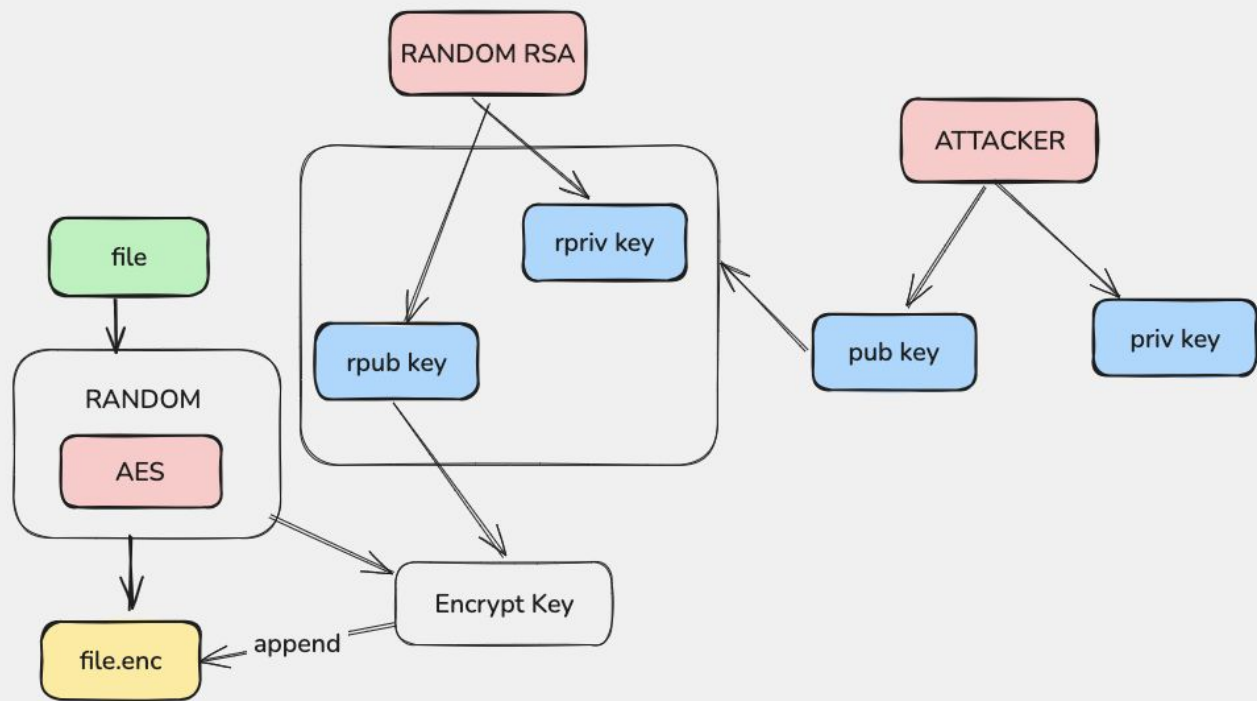 RANDOM RSA
ATTACKER
rpriv key
file
rpub key
pub key
priv key
RANDOM
AES
Encrypt Key
append
file.enc